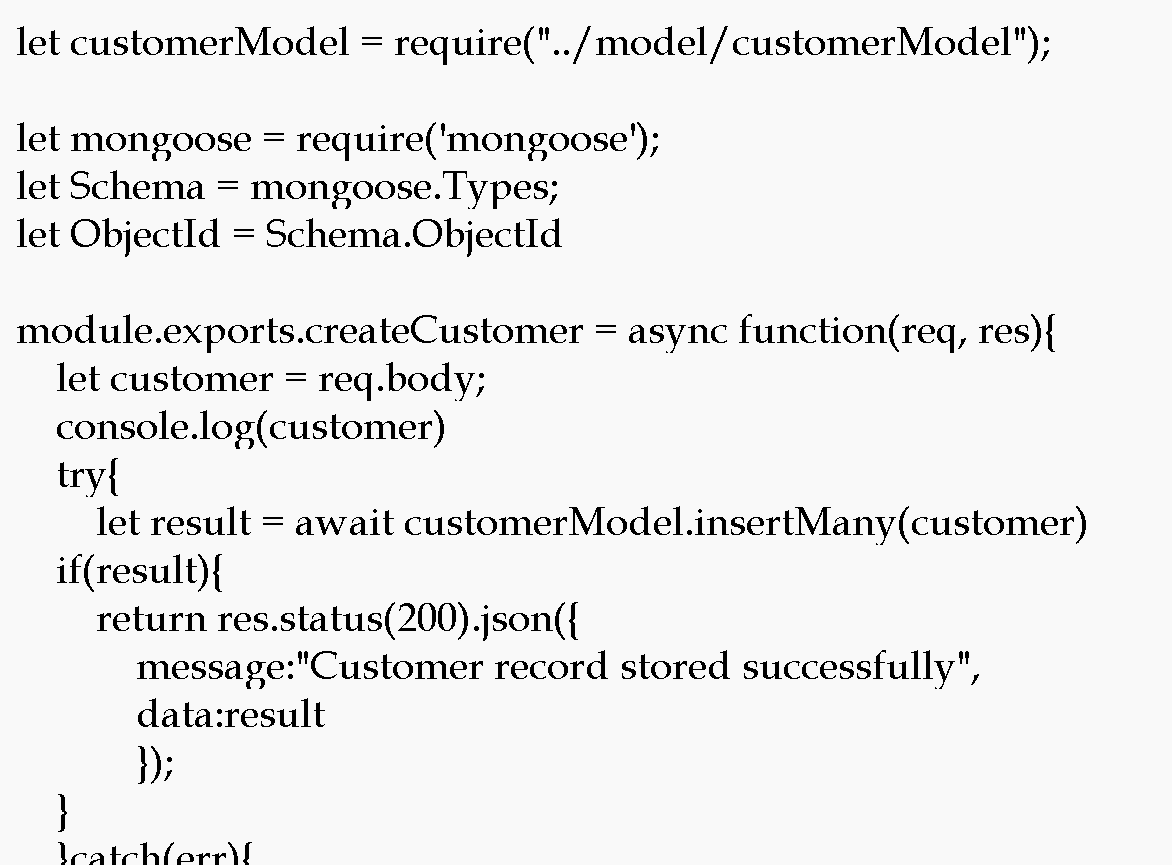 let customerModel = require("../model/customerModel");
let mongoose = require('mongoose');
let Schema = mongoose.Types;
let ObjectId = Schema.ObjectId
module.exports.createCustomer = async function(req, res){
let customer = req.body;
console.log(customer)
try{
let result = await customerModel.insertMany(customer)
if(result){
return res.status(200).json({
message:"Customer record stored successfully",
data:result
});
}
}catch(err){